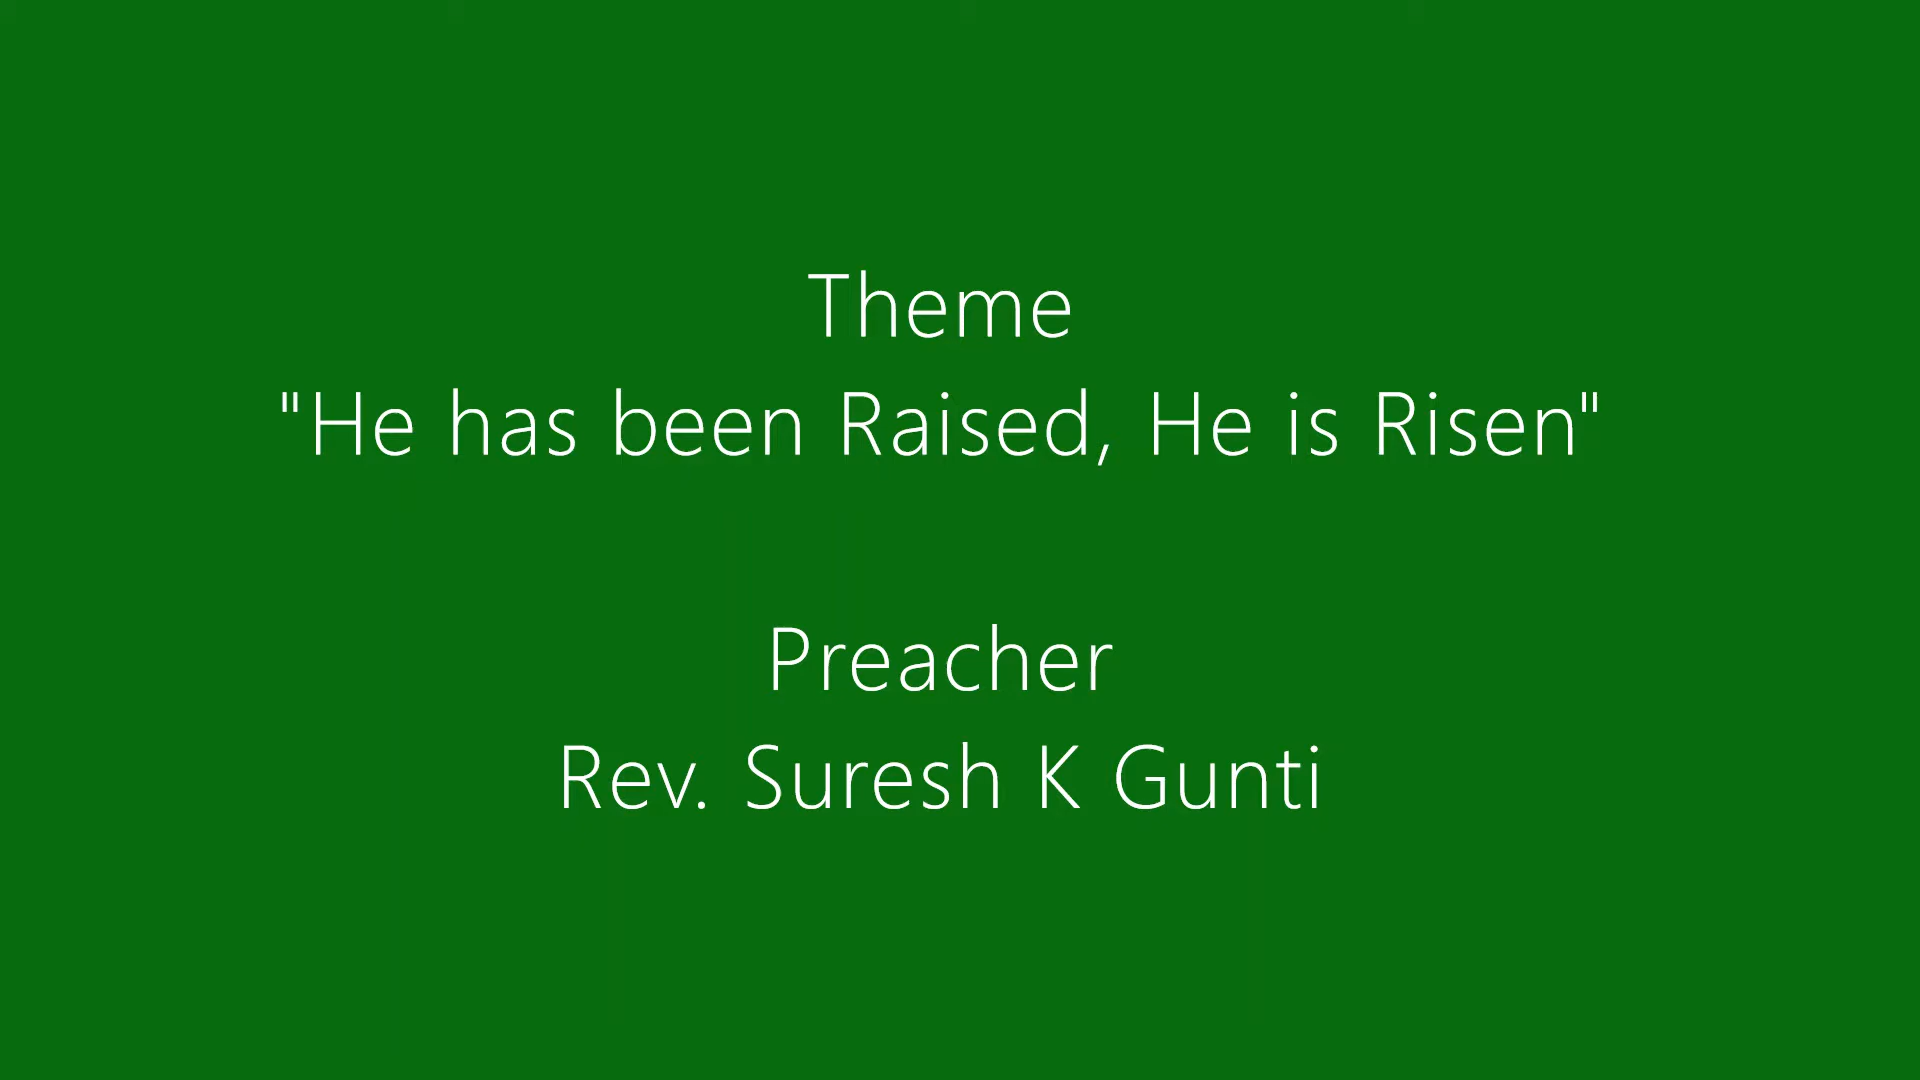 Theme
"He has been Raised, He is Risen"
Preacher
Rev. Suresh K Gunti